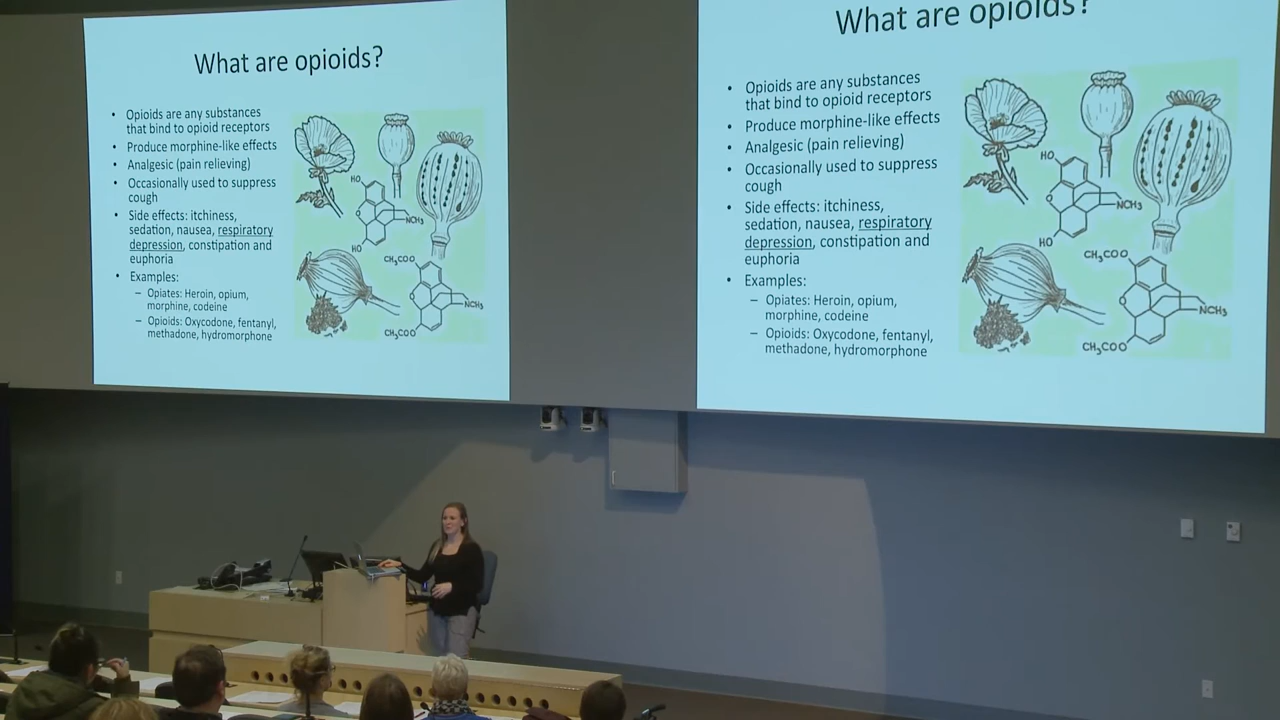 What are opioids?
• Opioids are any substances
that bind to opioid receptors
• Produce morphine-like effects
• Analgesic (pain relieving)
• Occasionally used to suppress
cough
• Side effects: itchiness,
sedation, nausea, respiratory
depression, constipation and
euphoria
• Examples:
– Opiates: Heroin, opium,
morphine, codeine
– Opioids: Oxycodone, fentanyl,
methadone, hydromorphone
HO
NCH3
HO
CH3COO
NCH3
CH3COO
What are opioids?
• Opioids are any substances
that bind to opioid receptors
• Produce morphine-like effects
• Analgesic (pain relieving)
• Occasionally used to suppress
cough
• Side effects: itchiness,
sedation, nausea, respiratory
depression, constipation and
euphoria
• Examples:
– Opiates: Heroin, opium,
morphine, codeine
– Opioids: Oxycodone, fentanyl,
methadone, hydromorphone
HO
NCH3
HO
CH3COO
NCH3
CH3COO